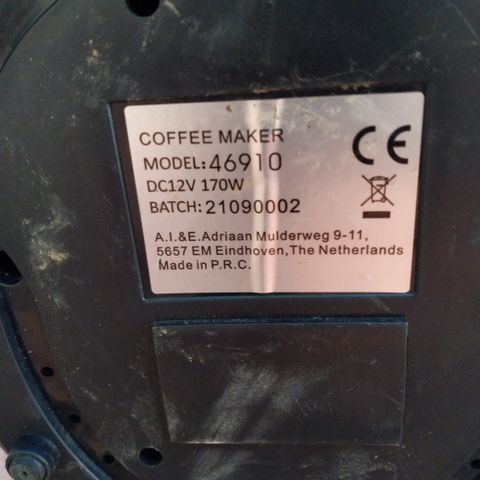 COFFEE MAKER
MODEL: 46910
DC12V 170W
BATCH: 21090002
A.I.&E.Adriaan Mulderweg 9-11,
5657 EM Eindhoven,The Netherlands
Made in P.R.C.
CE